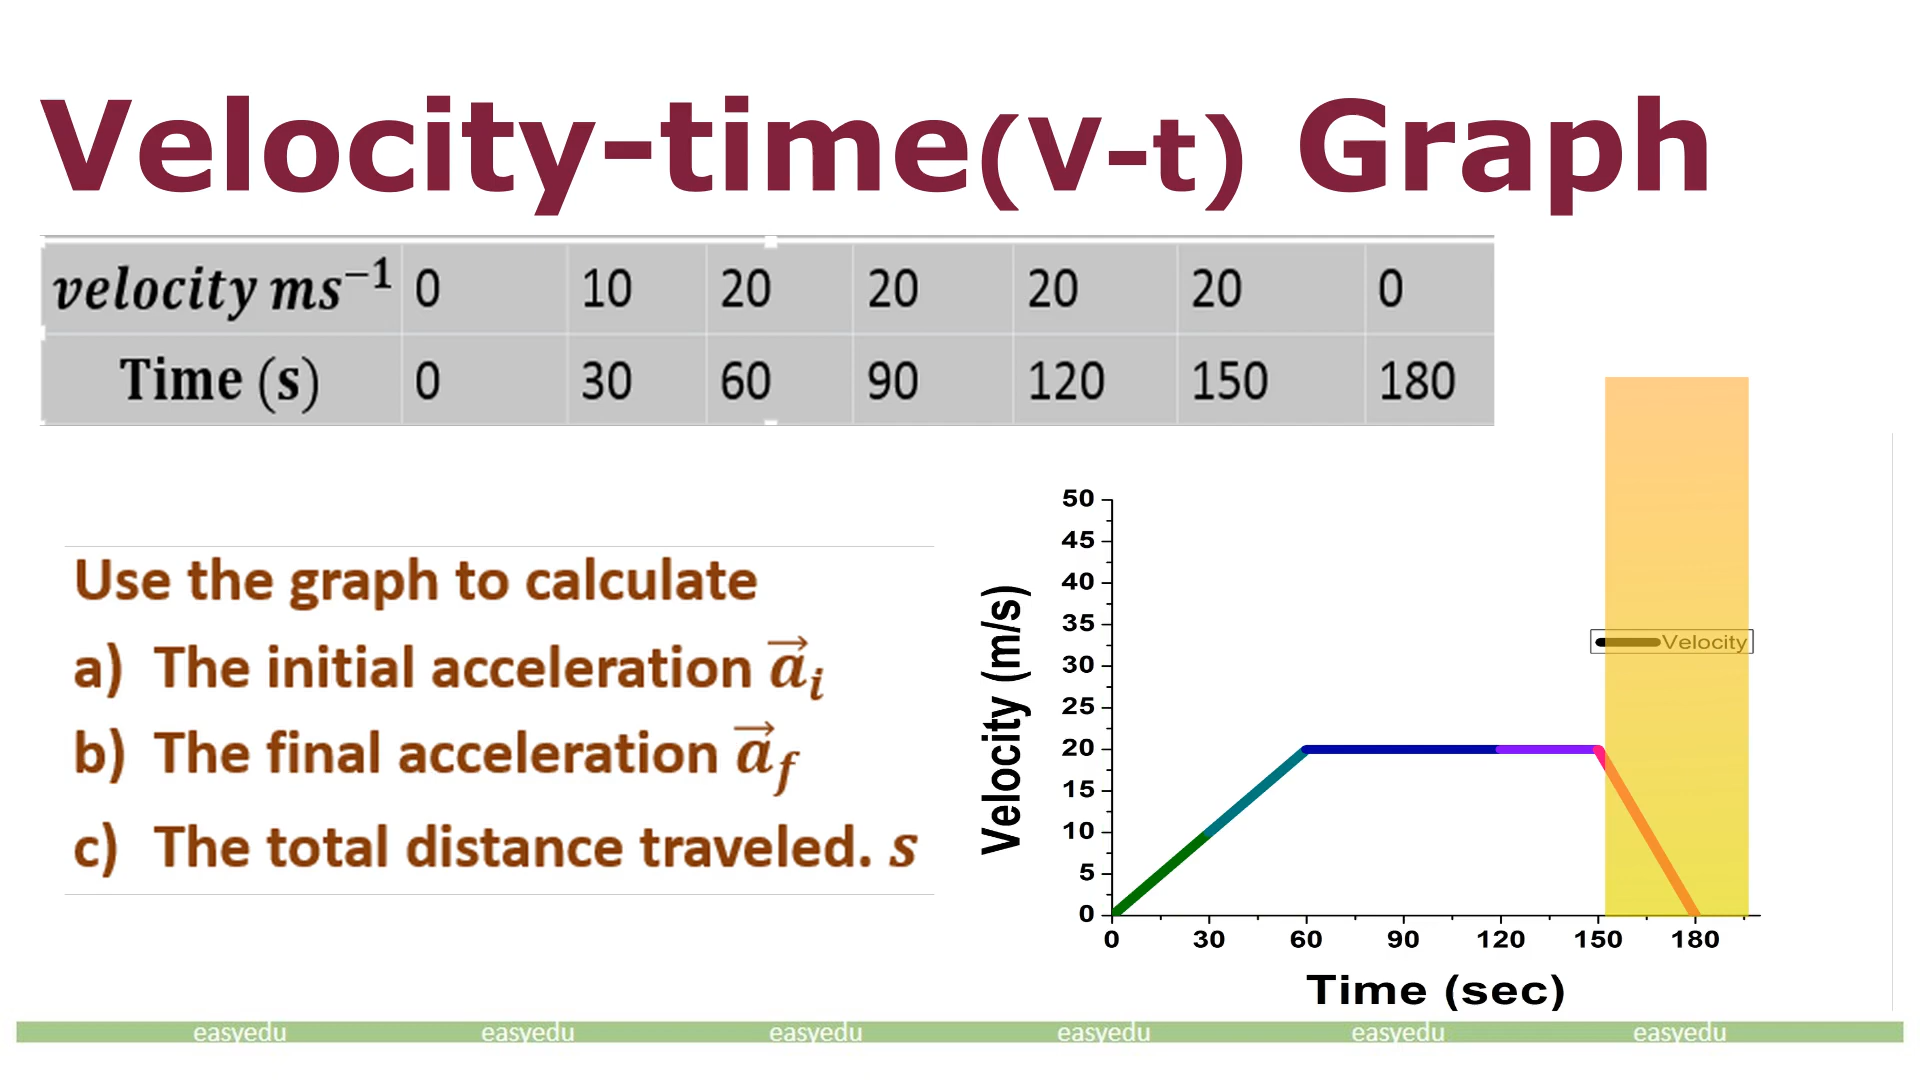 Velocity-time(V-t) Graph
velocity ms⁻¹ 0 10 20 20 20 20 0
Time (s) 0 30 60 90 120 150 180
Use the graph to calculate
a) The initial acceleration a⃗ᵢ
b) The final acceleration a⃗_f
c) The total distance traveled. s
50
45
40
35
30
25
20
15
10
5
0
Velocity (m/s)
Velocity
0 30 60 90 120 150 180
Time (sec)
easyedu easyedu easyedu easyedu easyedu easyedu